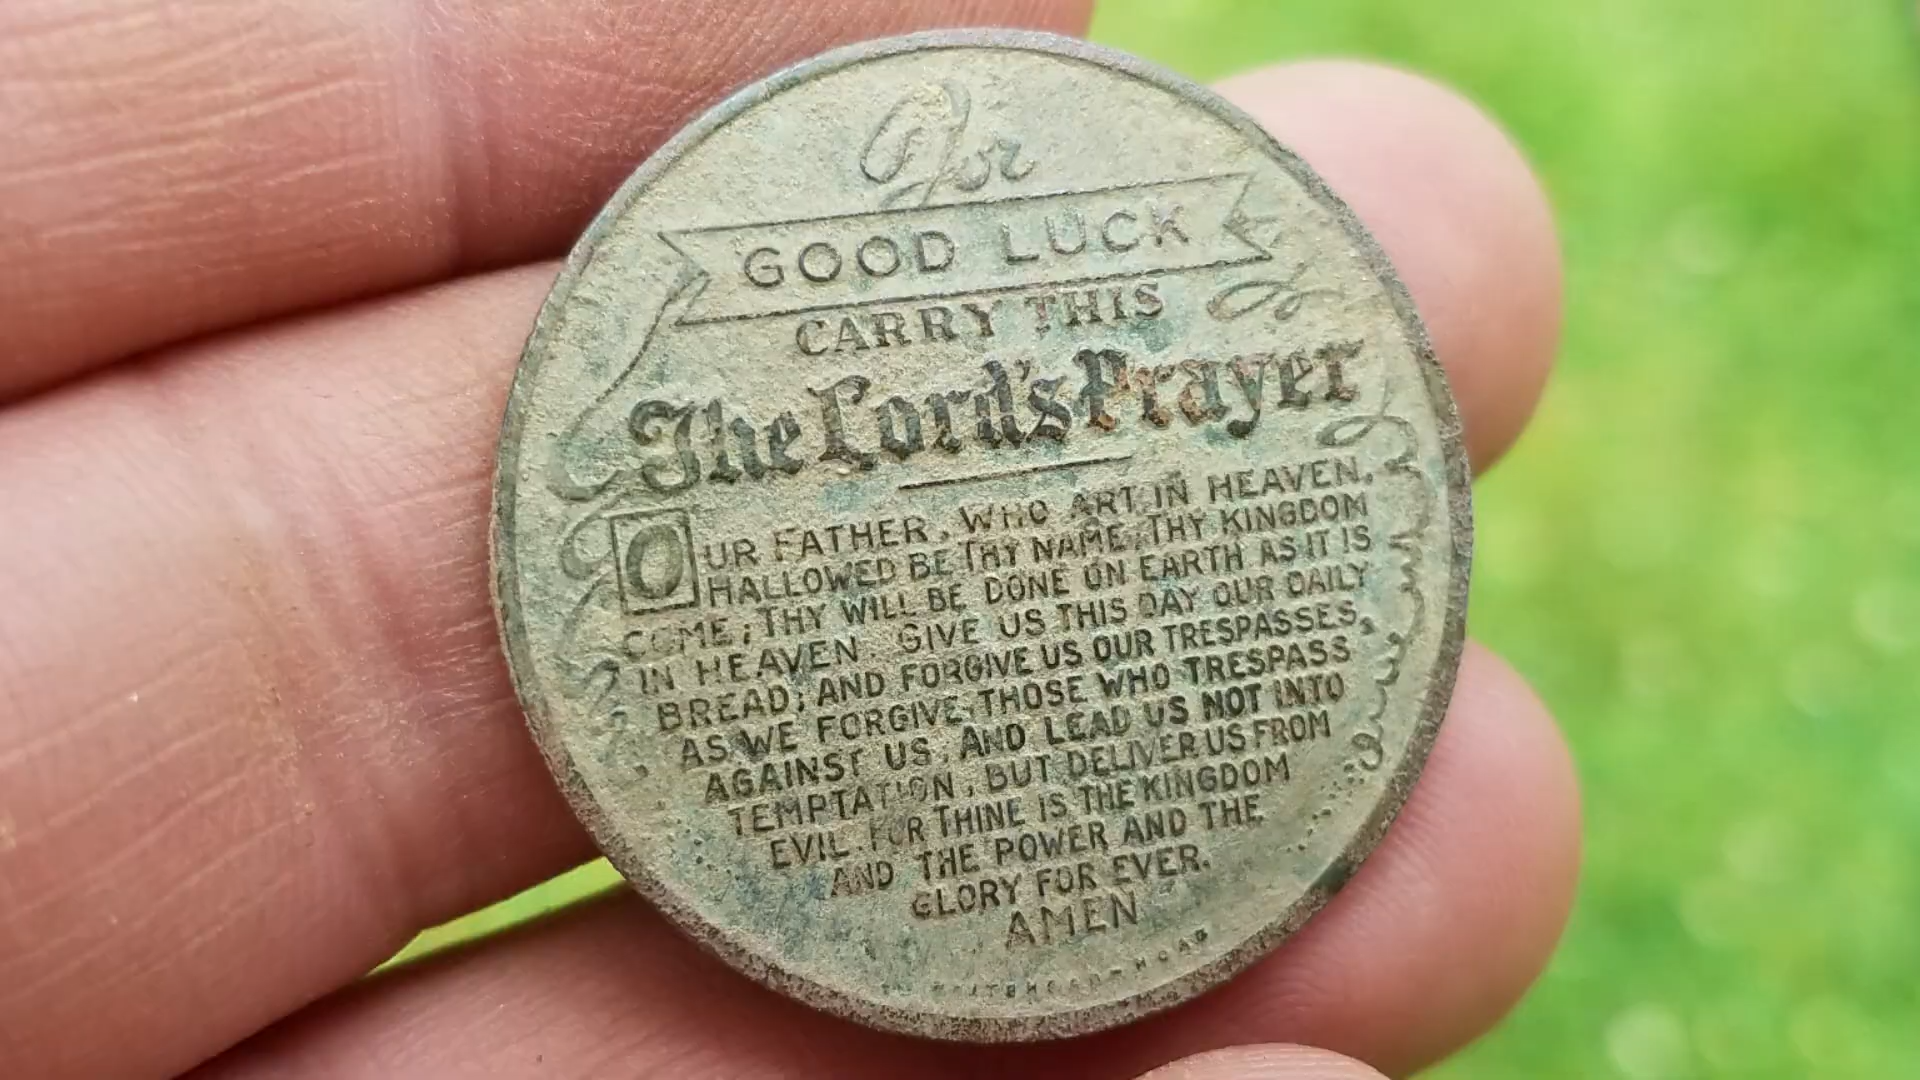 For
GOOD LUCK
CARRY THIS
The Lord's Prayer
OUR FATHER, WHO ART IN HEAVEN,
HALLOWED BE THY NAME; THY KINGDOM
COME; THY WILL BE DONE ON EARTH AS IT IS
IN HEAVEN. GIVE US THIS DAY OUR DAILY
BREAD; AND FORGIVE US OUR TRESPASSES,
AS WE FORGIVE THOSE WHO TRESPASS
AGAINST US, AND LEAD US NOT INTO
TEMPTATION, BUT DELIVER US FROM
EVIL. FOR THINE IS THE KINGDOM
AND THE POWER AND THE
GLORY FOR EVER.
AMEN